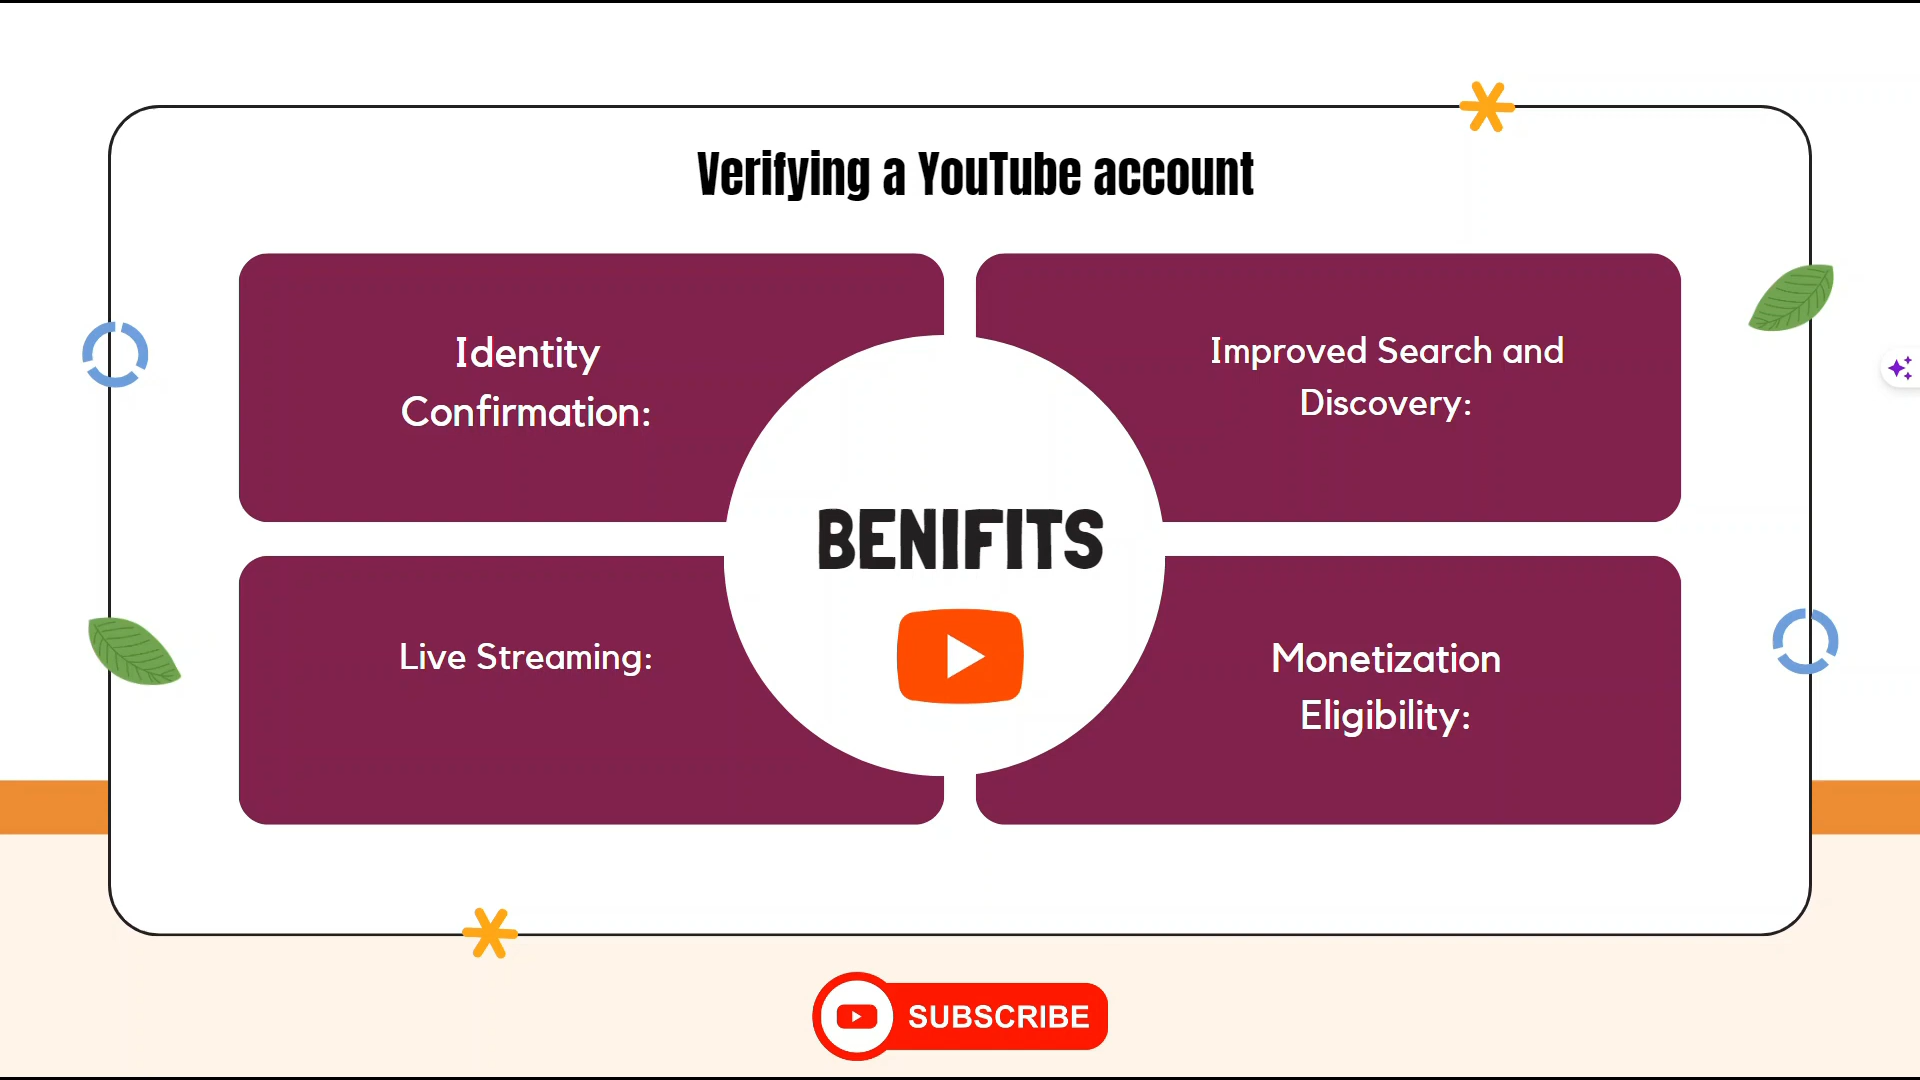 Verifying a YouTube account
Identity
Confirmation:
Improved Search and
Discovery:
BENIFITS
Live Streaming:
Monetization
Eligibility:
SUBSCRIBE